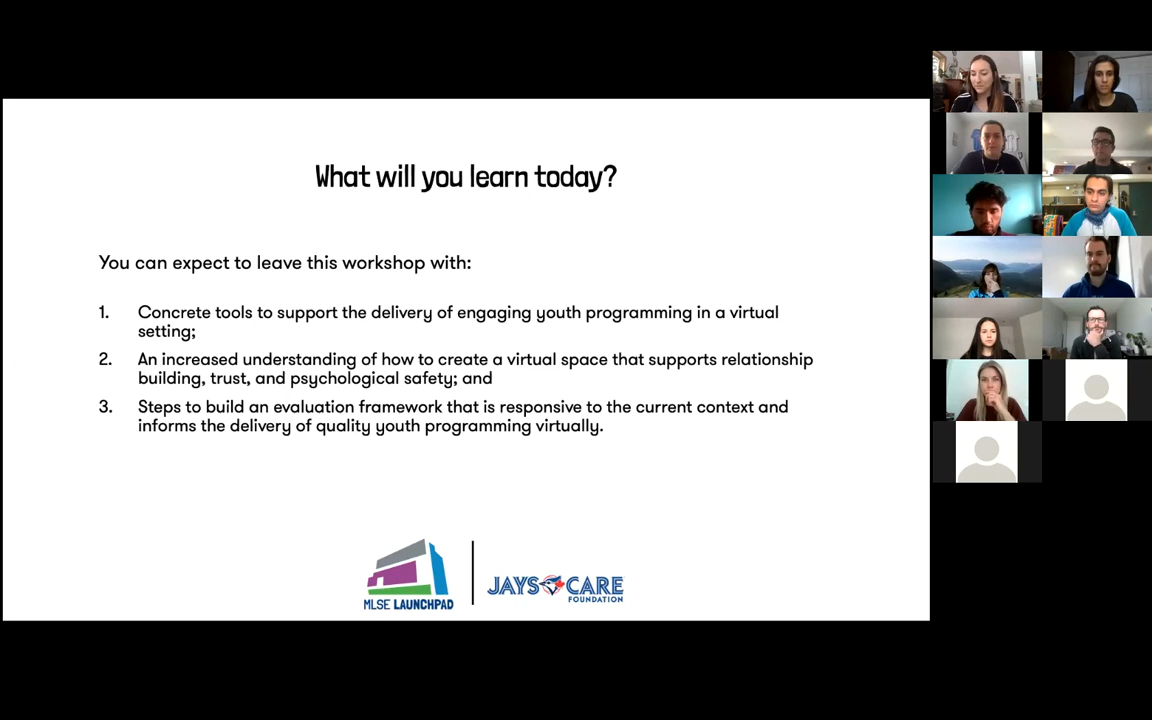 What will you learn today?
You can expect to leave this workshop with:
1. Concrete tools to support the delivery of engaging youth programming in a virtual
setting;
2. An increased understanding of how to create a virtual space that supports relationship
building, trust, and psychological safety; and
3. Steps to build an evaluation framework that is responsive to the current context and
informs the delivery of quality youth programming virtually.
MLSE LAUNCHPAD
JAYS CARE
FOUNDATION